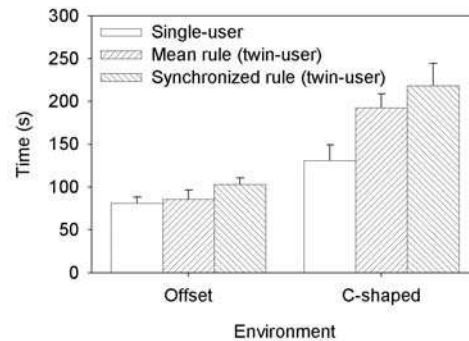 300
250
200
150
100
50
0
Time (s)
Single-user
Mean rule (twin-user)
Synchronized rule (twin-user)
Offset
C-shaped
Environment